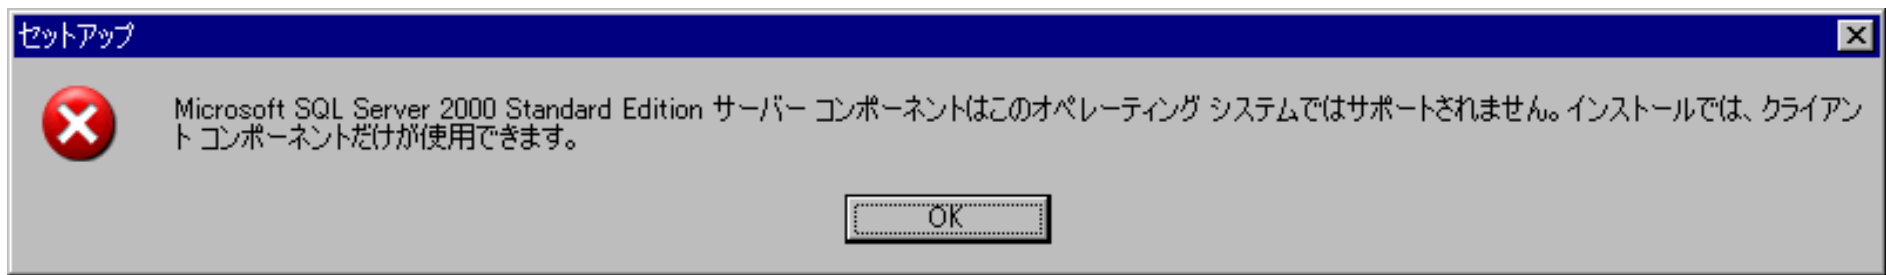 セットアップ
Microsoft SQL Server 2000 Standard Edition サーバー コンポーネントはこのオペレーティング システムではサポートされません。インストールでは、クライアン
ト コンポーネントだけが使用できます。
OK